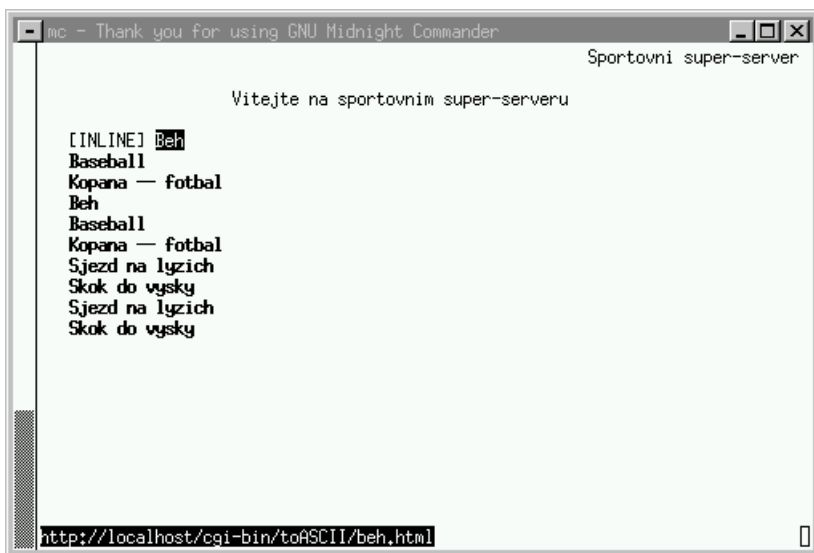 mc - Thank you for using GNU Midnight Commander
Sportovni super-server
Vitejte na sportovnim super-serveru
[INLINE] Beh
Baseball
Kopana — fotbal
Beh
Baseball
Kopana — fotbal
Sjezd na lyzich
Skok do vysky
Sjezd na lyzich
Skok do vysky
http://localhost/cgi-bin/toASCII/beh.html